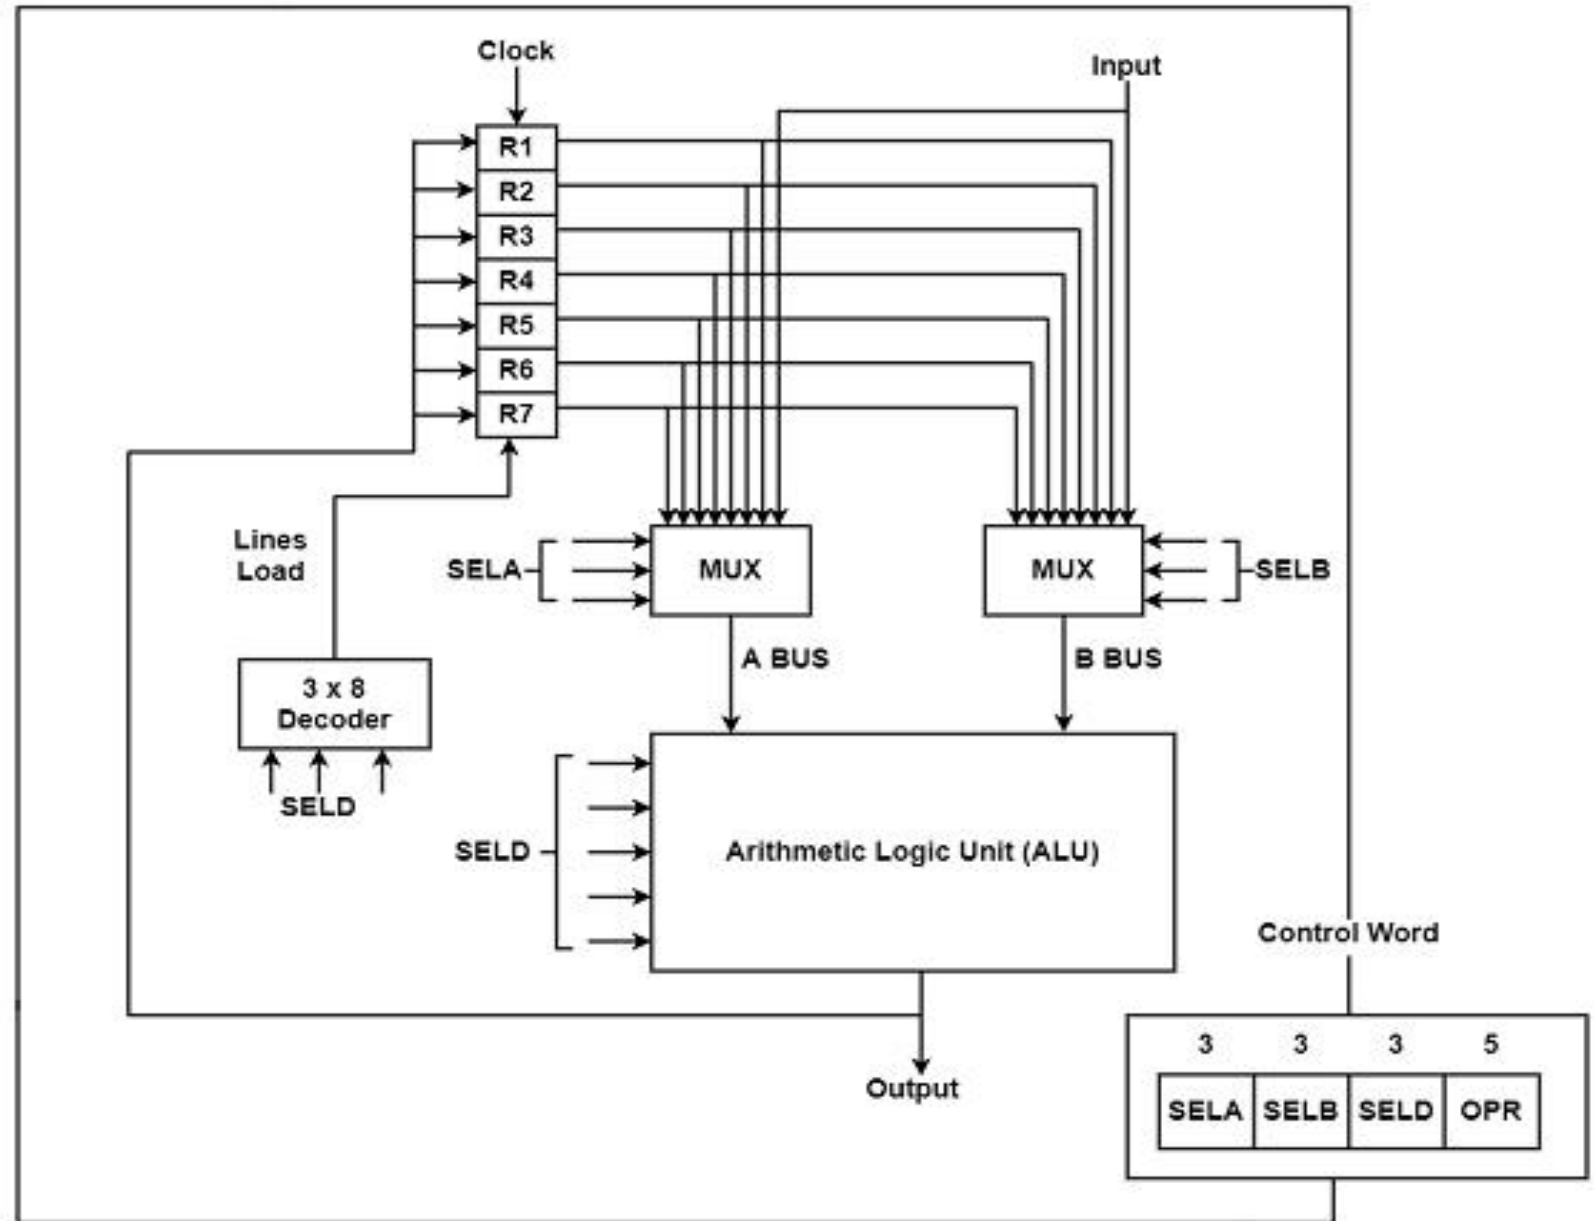 Clock
Input
R1
R2
R3
R4
R5
R6
R7
Lines
Load
SELA
MUX
MUX
SELB
A BUS
B BUS
3 x 8
Decoder
SELD
SELD
Arithmetic Logic Unit (ALU)
Control Word
Output
3 3 3 5
SELA SELB SELD OPR